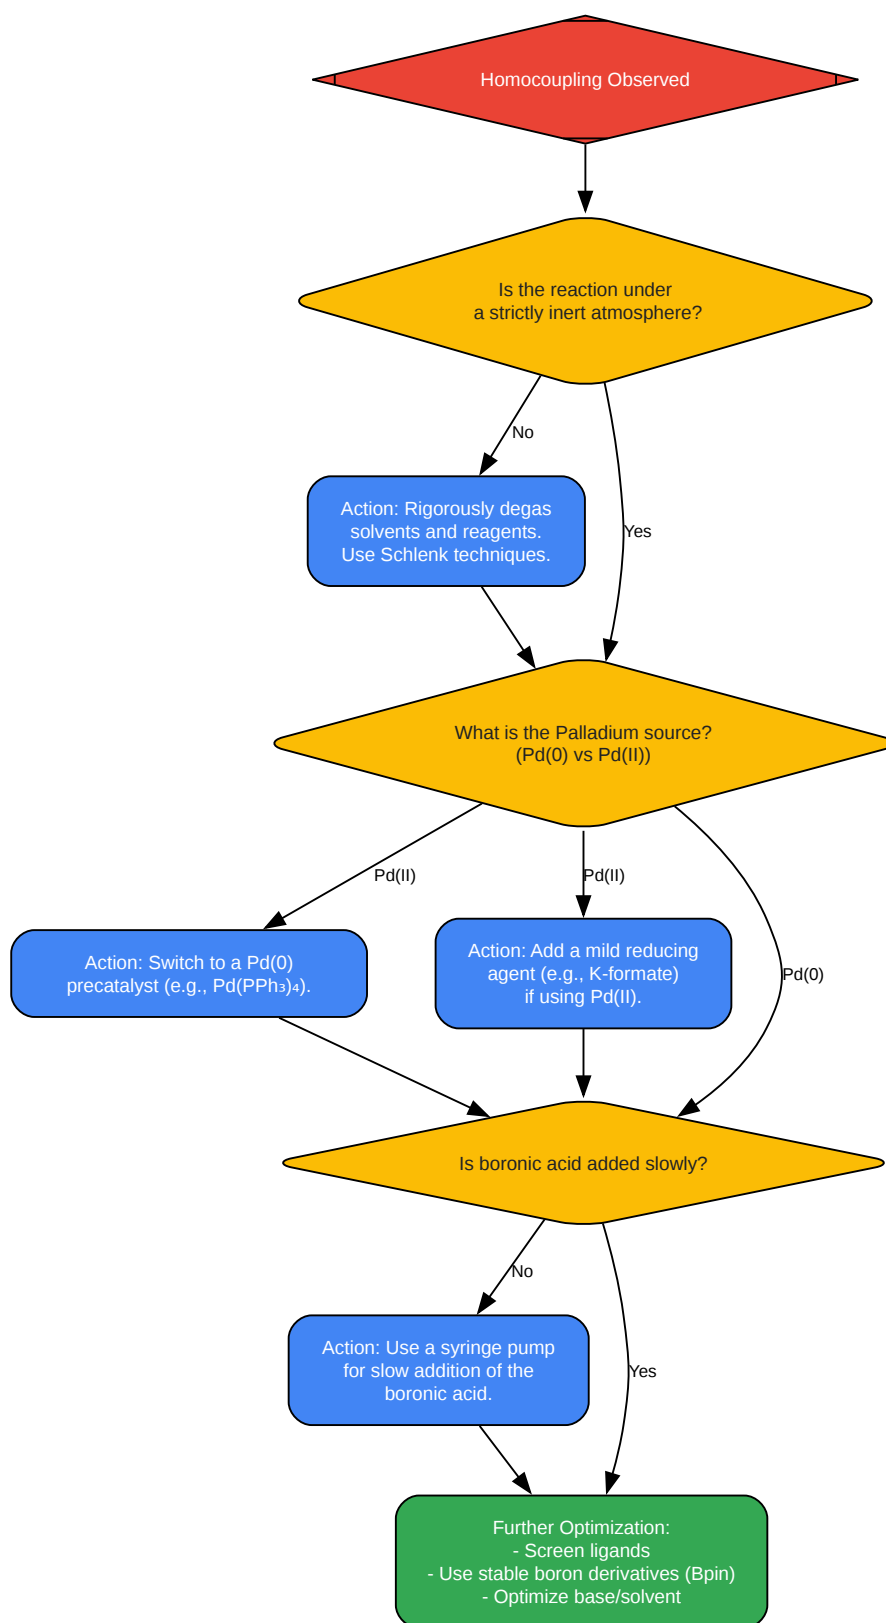 Homocoupling Observed
Is the reaction under
a strictly inert atmosphere?
No
Action: Rigorously degas
solvents and reagents.
Use Schlenk techniques.
Yes
What is the Palladium source?
(Pd(0) vs Pd(II))
Pd(II)
Pd(II)
Action: Switch to a Pd(0)
precatalyst (e.g., Pd(PPh₃)₄).
Action: Add a mild reducing
agent (e.g., K-formate)
if using Pd(II).
Pd(0)
Is boronic acid added slowly?
No
Action: Use a syringe pump
for slow addition of the
boronic acid.
Yes
Further Optimization:
- Screen ligands
- Use stable boron derivatives (Bpin)
- Optimize base/solvent